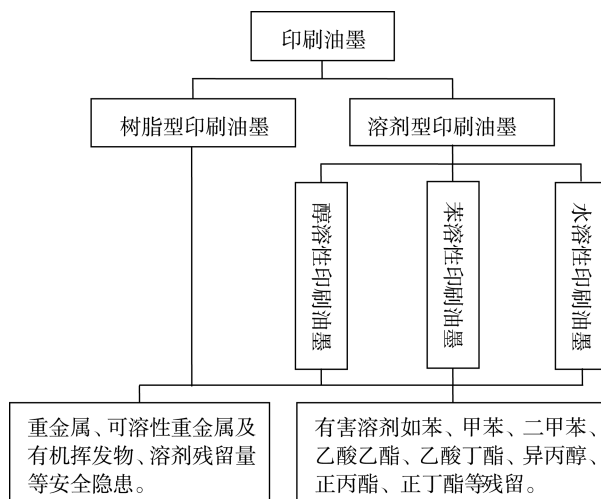 印刷油墨
树脂型印刷油墨
溶剂型印刷油墨
醇溶性印刷油墨
苯溶性印刷油墨
水溶性印刷油墨
重金属、可溶性重金属及
有机挥发物、溶剂残留量
等安全隐患。
有害溶剂如苯、甲苯、二甲苯、
乙酸乙酯、乙酸丁酯、异丙醇、
正丙酯、正丁酯等残留。